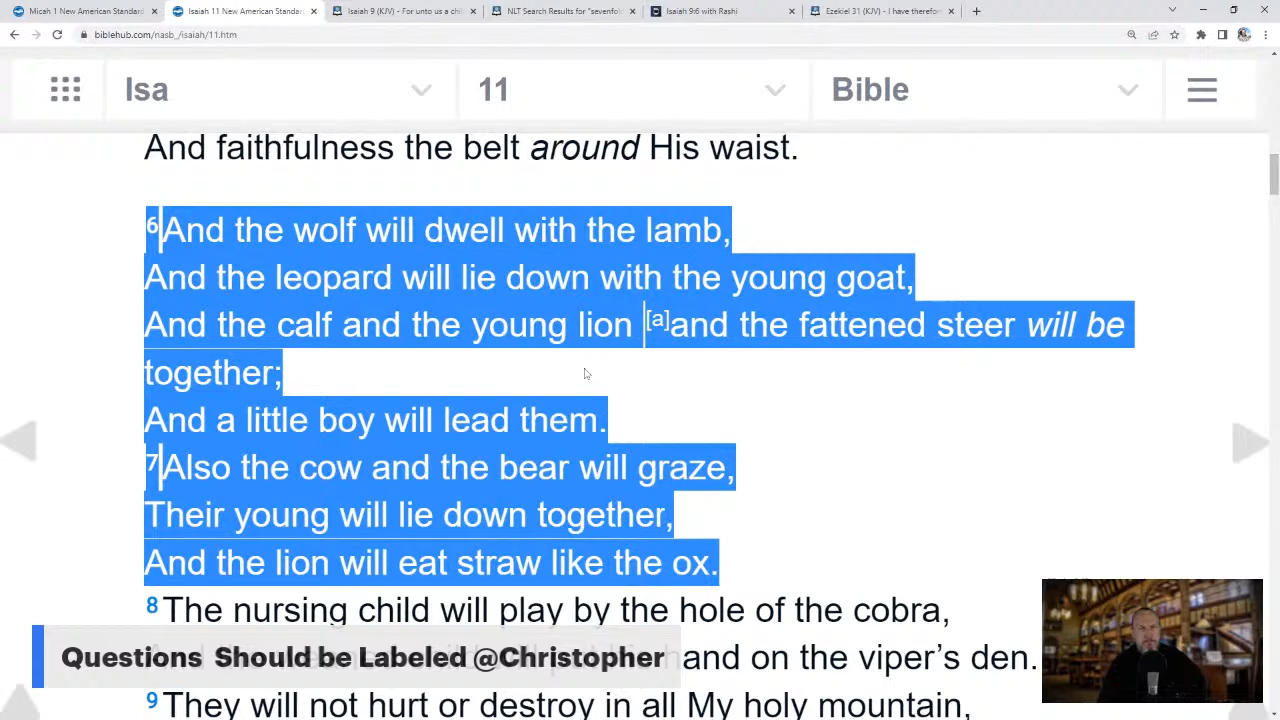 Micah 1 New American Standard
Isaiah 11 New American Standard
Isaiah 9 (KJV) - For unto us a chil
NLT Search Results for "sevenfol
Isaiah 9:6 with Rashi
Ezekiel 31 (KJV) - I have therefor
biblehub.com/nasb_/isaiah/11.htm
Isa
11
Bible
And faithfulness the belt around His waist.
6 And the wolf will dwell with the lamb,
And the leopard will lie down with the young goat,
And the calf and the young lion [a]and the fattened steer will be
together;
And a little boy will lead them.
7 Also the cow and the bear will graze,
Their young will lie down together,
And the lion will eat straw like the ox.
8 The nursing child will play by the hole of the cobra,
hand on the viper's den.
Questions Should be Labeled @Christopher
9 They will not hurt or destroy in all My holy mountain,